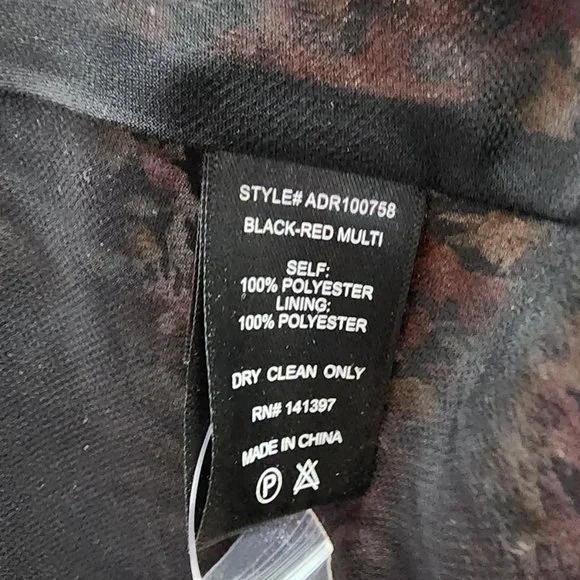 STYLE# ADR100758
BLACK-RED MULTI
SELF:
100% POLYESTER
LINING:
100% POLYESTER
DRY CLEAN ONLY
RN# 141397
MADE IN CHINA
P